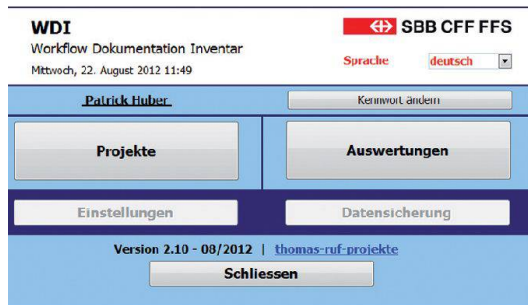 WDI
SBB CFF FFS
Workflow Dokumentation Inventar
Mittwoch, 22. August 2012 11:49
Sprache deutsch
Patrick Huber
Kennwort ändern
Projekte
Auswertungen
Einstellungen
Datensicherung
Version 2.10 - 08/2012 | thomas-ruf-projekte
Schliessen